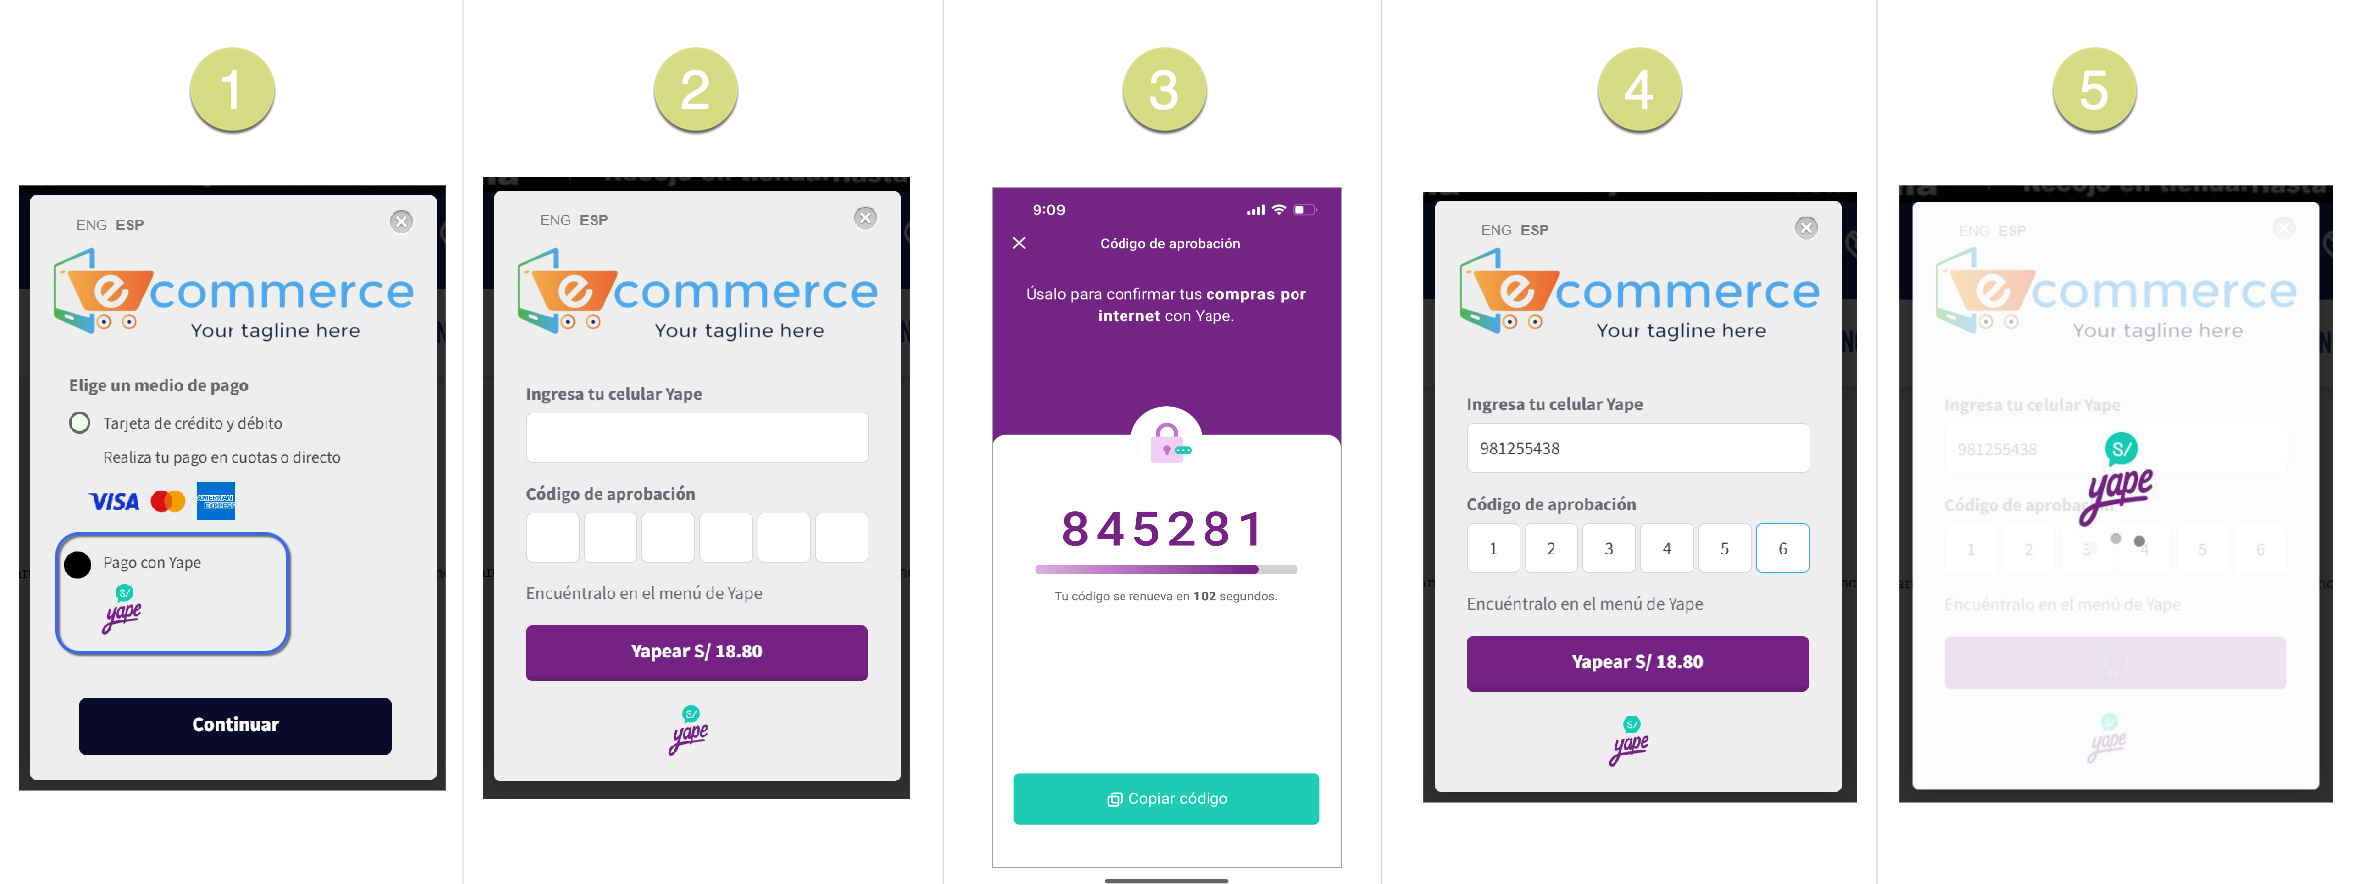 1
ENG ESP
ecommerce
Your tagline here
Elige un medio de pago
Tarjeta de crédito y débito
Realiza tu pago en cuotas o directo
VISA
AMERICAN
EXPRESS
Pago con Yape
S/
yape
Continuar
2
ENG ESP
ecommerce
Your tagline here
Ingresa tu celular Yape
Código de aprobación
Encuéntralo en el menú de Yape
Yapear S/ 18.80
S/
yape
3
9:09
Código de aprobación
Úsalo para confirmar tus compras por
internet con Yape.
845281
Tu código se renueva en 102 segundos.
Copiar código
4
ENG ESP
ecommerce
Your tagline here
Ingresa tu celular Yape
981255438
Código de aprobación
1 2 3 4 5 6
Encuéntralo en el menú de Yape
Yapear S/ 18.80
S/
yape
5
ENG ESP
ecommerce
Your tagline here
Ingresa tu celular Yape
981255438
S/
yape
Código de aprobación
1 2 3 4 5 6
Encuéntralo en el menú de Yape
S/
yape